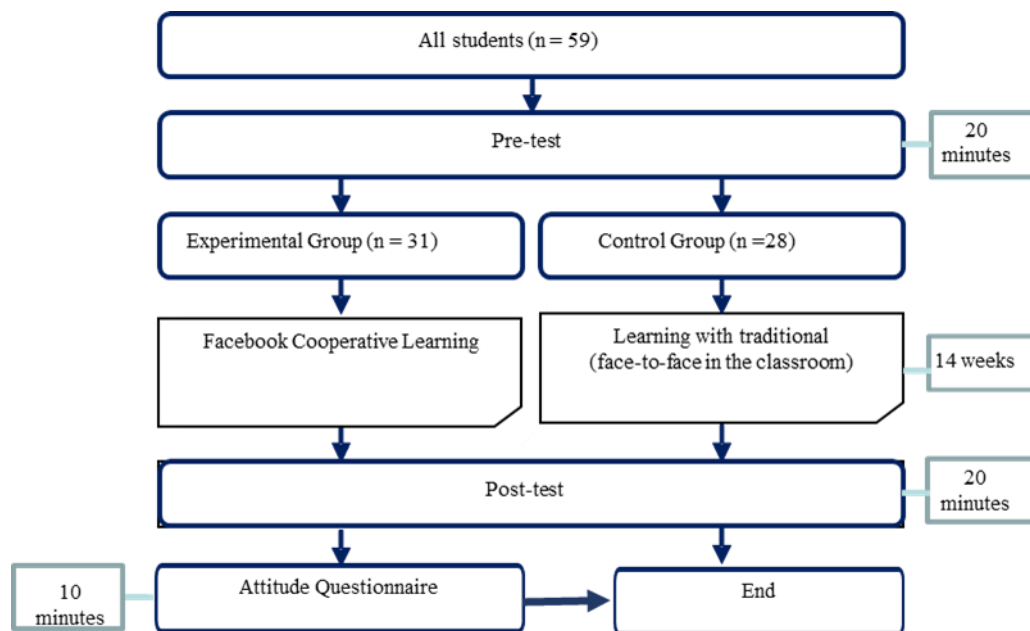 All students (n = 59)
Pre-test
20
minutes
Experimental Group (n = 31)
Control Group (n =28)
Facebook Cooperative Learning
Learning with traditional
(face-to-face in the classroom)
14 weeks
Post-test
20
minutes
10
minutes
Attitude Questionnaire
End